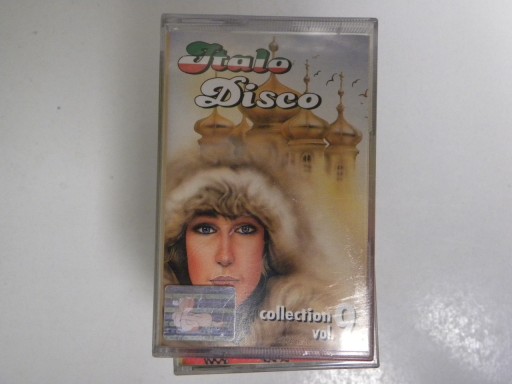 Italo
Disco
collection 9
vol.